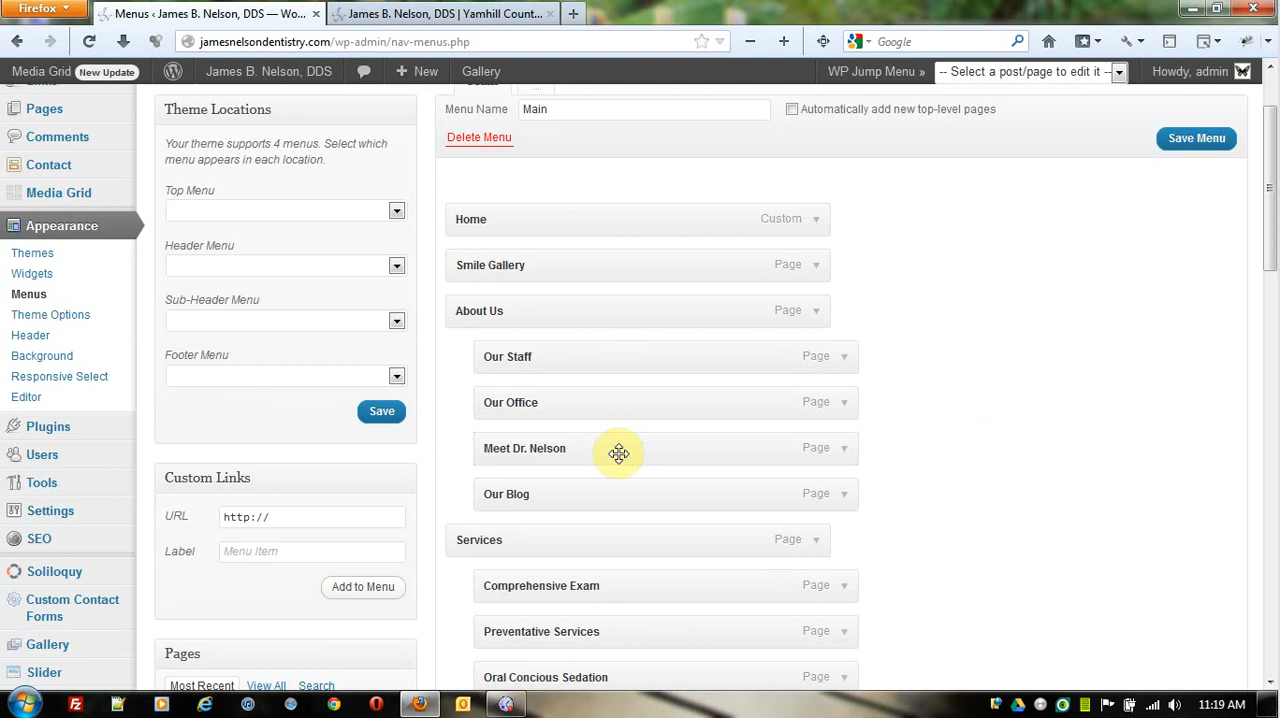 Firefox
Menus ‹ James B. Nelson, DDS — Wo...
James B. Nelson, DDS | Yamhill Count...
jamesnelsondentistry.com/wp-admin/nav-menus.php
Google
Media Grid New Update
James B. Nelson, DDS
New
Gallery
WP Jump Menu »
-- Select a post/page to edit it --
Howdy, admin
Pages
Comments
Contact
Media Grid
Appearance
Themes
Widgets
Menus
Theme Options
Header
Background
Responsive Select
Editor
Plugins
Users
Tools
Settings
SEO
Soliloquy
Custom Contact
Forms
Gallery
Slider
Theme Locations
Your theme supports 4 menus. Select which
menu appears in each location.
Top Menu
Header Menu
Sub-Header Menu
Footer Menu
Save
Custom Links
URL http://
Label Menu Item
Add to Menu
Pages
Most Recent View All Search
Menu Name Main
Automatically add new top-level pages
Delete Menu
Save Menu
Home Custom
Smile Gallery Page
About Us Page
Our Staff Page
Our Office Page
Meet Dr. Nelson Page
Our Blog Page
Services Page
Comprehensive Exam Page
Preventative Services Page
Oral Concious Sedation Page
11:19 AM